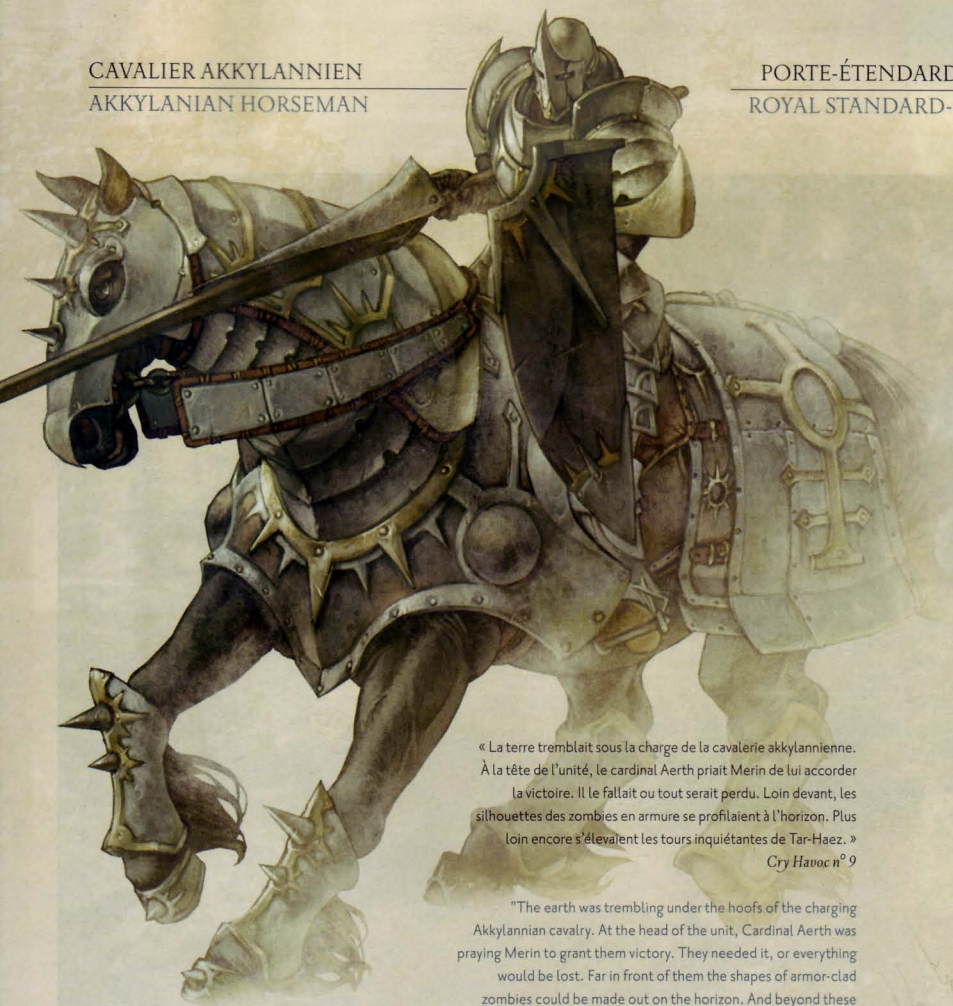 CAVALIER AKKYLANNIEN
AKKYLANIAN HORSEMAN
PORTE-ÉTENDARD
ROYAL STANDARD-
« La terre tremblait sous la charge de la cavalerie akkylannienne.
À la tête de l'unité, le cardinal Aerth priait Merin de lui accorder
la victoire. Il le fallait ou tout serait perdu. Loin devant, les
silhouettes des zombies en armure se profilaient à l'horizon. Plus
loin encore s'élevaient les tours inquiétantes de Tar-Haez. »
Cry Havoc n° 9
"The earth was trembling under the hoofs of the charging
Akkylannian cavalry. At the head of the unit, Cardinal Aerth was
praying Merin to grant them victory. They needed it, or everything
would be lost. Far in front of them the shapes of armor-clad
zombies could be made out on the horizon. And beyond these